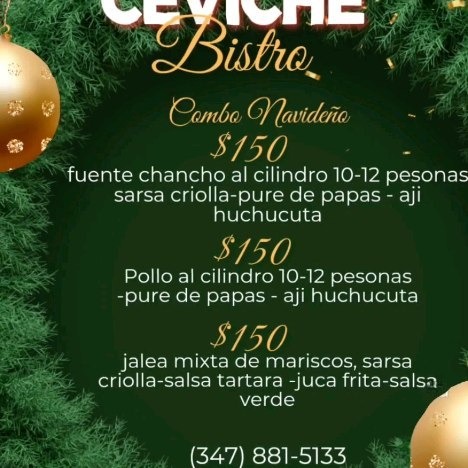 CEVICHE
Bistro
Combo Navideño
$150
fuente chancho al cilindro 10-12 pesonas
sarsa criolla-pure de papas - aji
huchucuta
$150
Pollo al cilindro 10-12 pesonas
-pure de papas - aji huchucuta
$150
jalea mixta de mariscos, sarsa
criolla-salsa tartara -juca frita-salsa
verde
(347) 881-5133